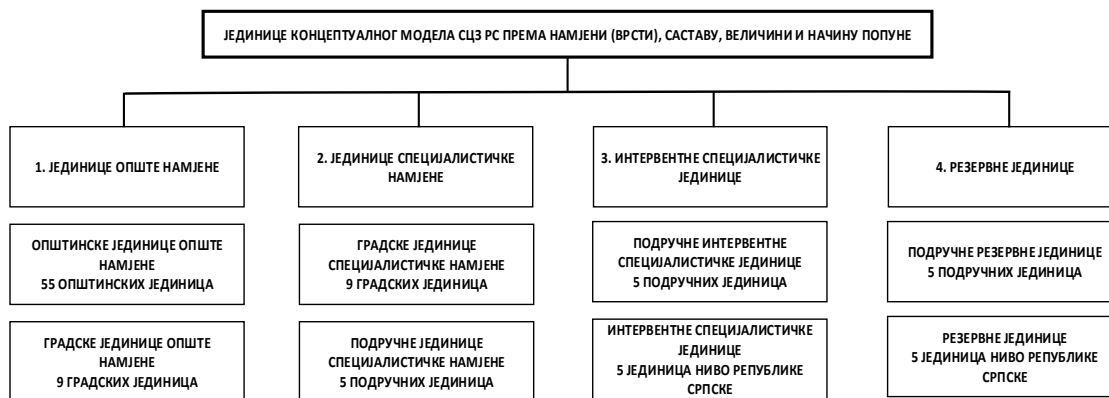 ЈЕДИНИЦЕ КОНЦЕПТУАЛНОГ МОДЕЛА СЦЗ РС ПРЕМА НАМЈЕНИ (ВРСТИ), САСТАВУ, ВЕЛИЧИНИ И НАЧИНУ ПОПУНЕ
1. ЈЕДИНИЦЕ ОПШТЕ НАМЈЕНЕ
2. ЈЕДИНИЦЕ СПЕЦИЈАЛИСТИЧКЕ
НАМЈЕНЕ
3. ИНТЕРВЕНТНЕ СПЕЦИЈАЛИСТИЧКЕ
ЈЕДИНИЦЕ
4. РЕЗЕРВНЕ ЈЕДИНИЦЕ
ОПШТИНСКЕ ЈЕДИНИЦЕ ОПШТЕ
НАМЈЕНЕ
55 ОПШТИНСКИХ ЈЕДИНИЦА
ГРАДСКЕ ЈЕДИНИЦЕ
СПЕЦИЈАЛИСТИЧКЕ НАМЈЕНЕ
9 ГРАДСКИХ ЈЕДИНИЦА
ПОДРУЧНЕ ИНТЕРВЕНТНЕ
СПЕЦИЈАЛИСТИЧКЕ ЈЕДИНИЦЕ
5 ПОДРУЧНИХ ЈЕДИНИЦА
ПОДРУЧНЕ РЕЗЕРВНЕ ЈЕДИНИЦЕ
5 ПОДРУЧНИХ ЈЕДИНИЦА
ГРАДСКЕ ЈЕДИНИЦЕ ОПШТЕ
НАМЈЕНЕ
9 ГРАДСКИХ ЈЕДИНИЦА
ПОДРУЧНЕ ЈЕДИНИЦЕ
СПЕЦИЈАЛИСТИЧКЕ НАМЈЕНЕ
5 ПОДРУЧНИХ ЈЕДИНИЦА
ИНТЕРВЕНТНЕ СПЕЦИЈАЛИСТИЧКЕ
ЈЕДИНИЦЕ
5 ЈЕДИНИЦА НИВО РЕПУБЛИКЕ
СРПСКЕ
РЕЗЕРВНЕ ЈЕДИНИЦЕ
5 ЈЕДИНИЦА НИВО РЕПУБЛИКЕ
СРПСКЕ